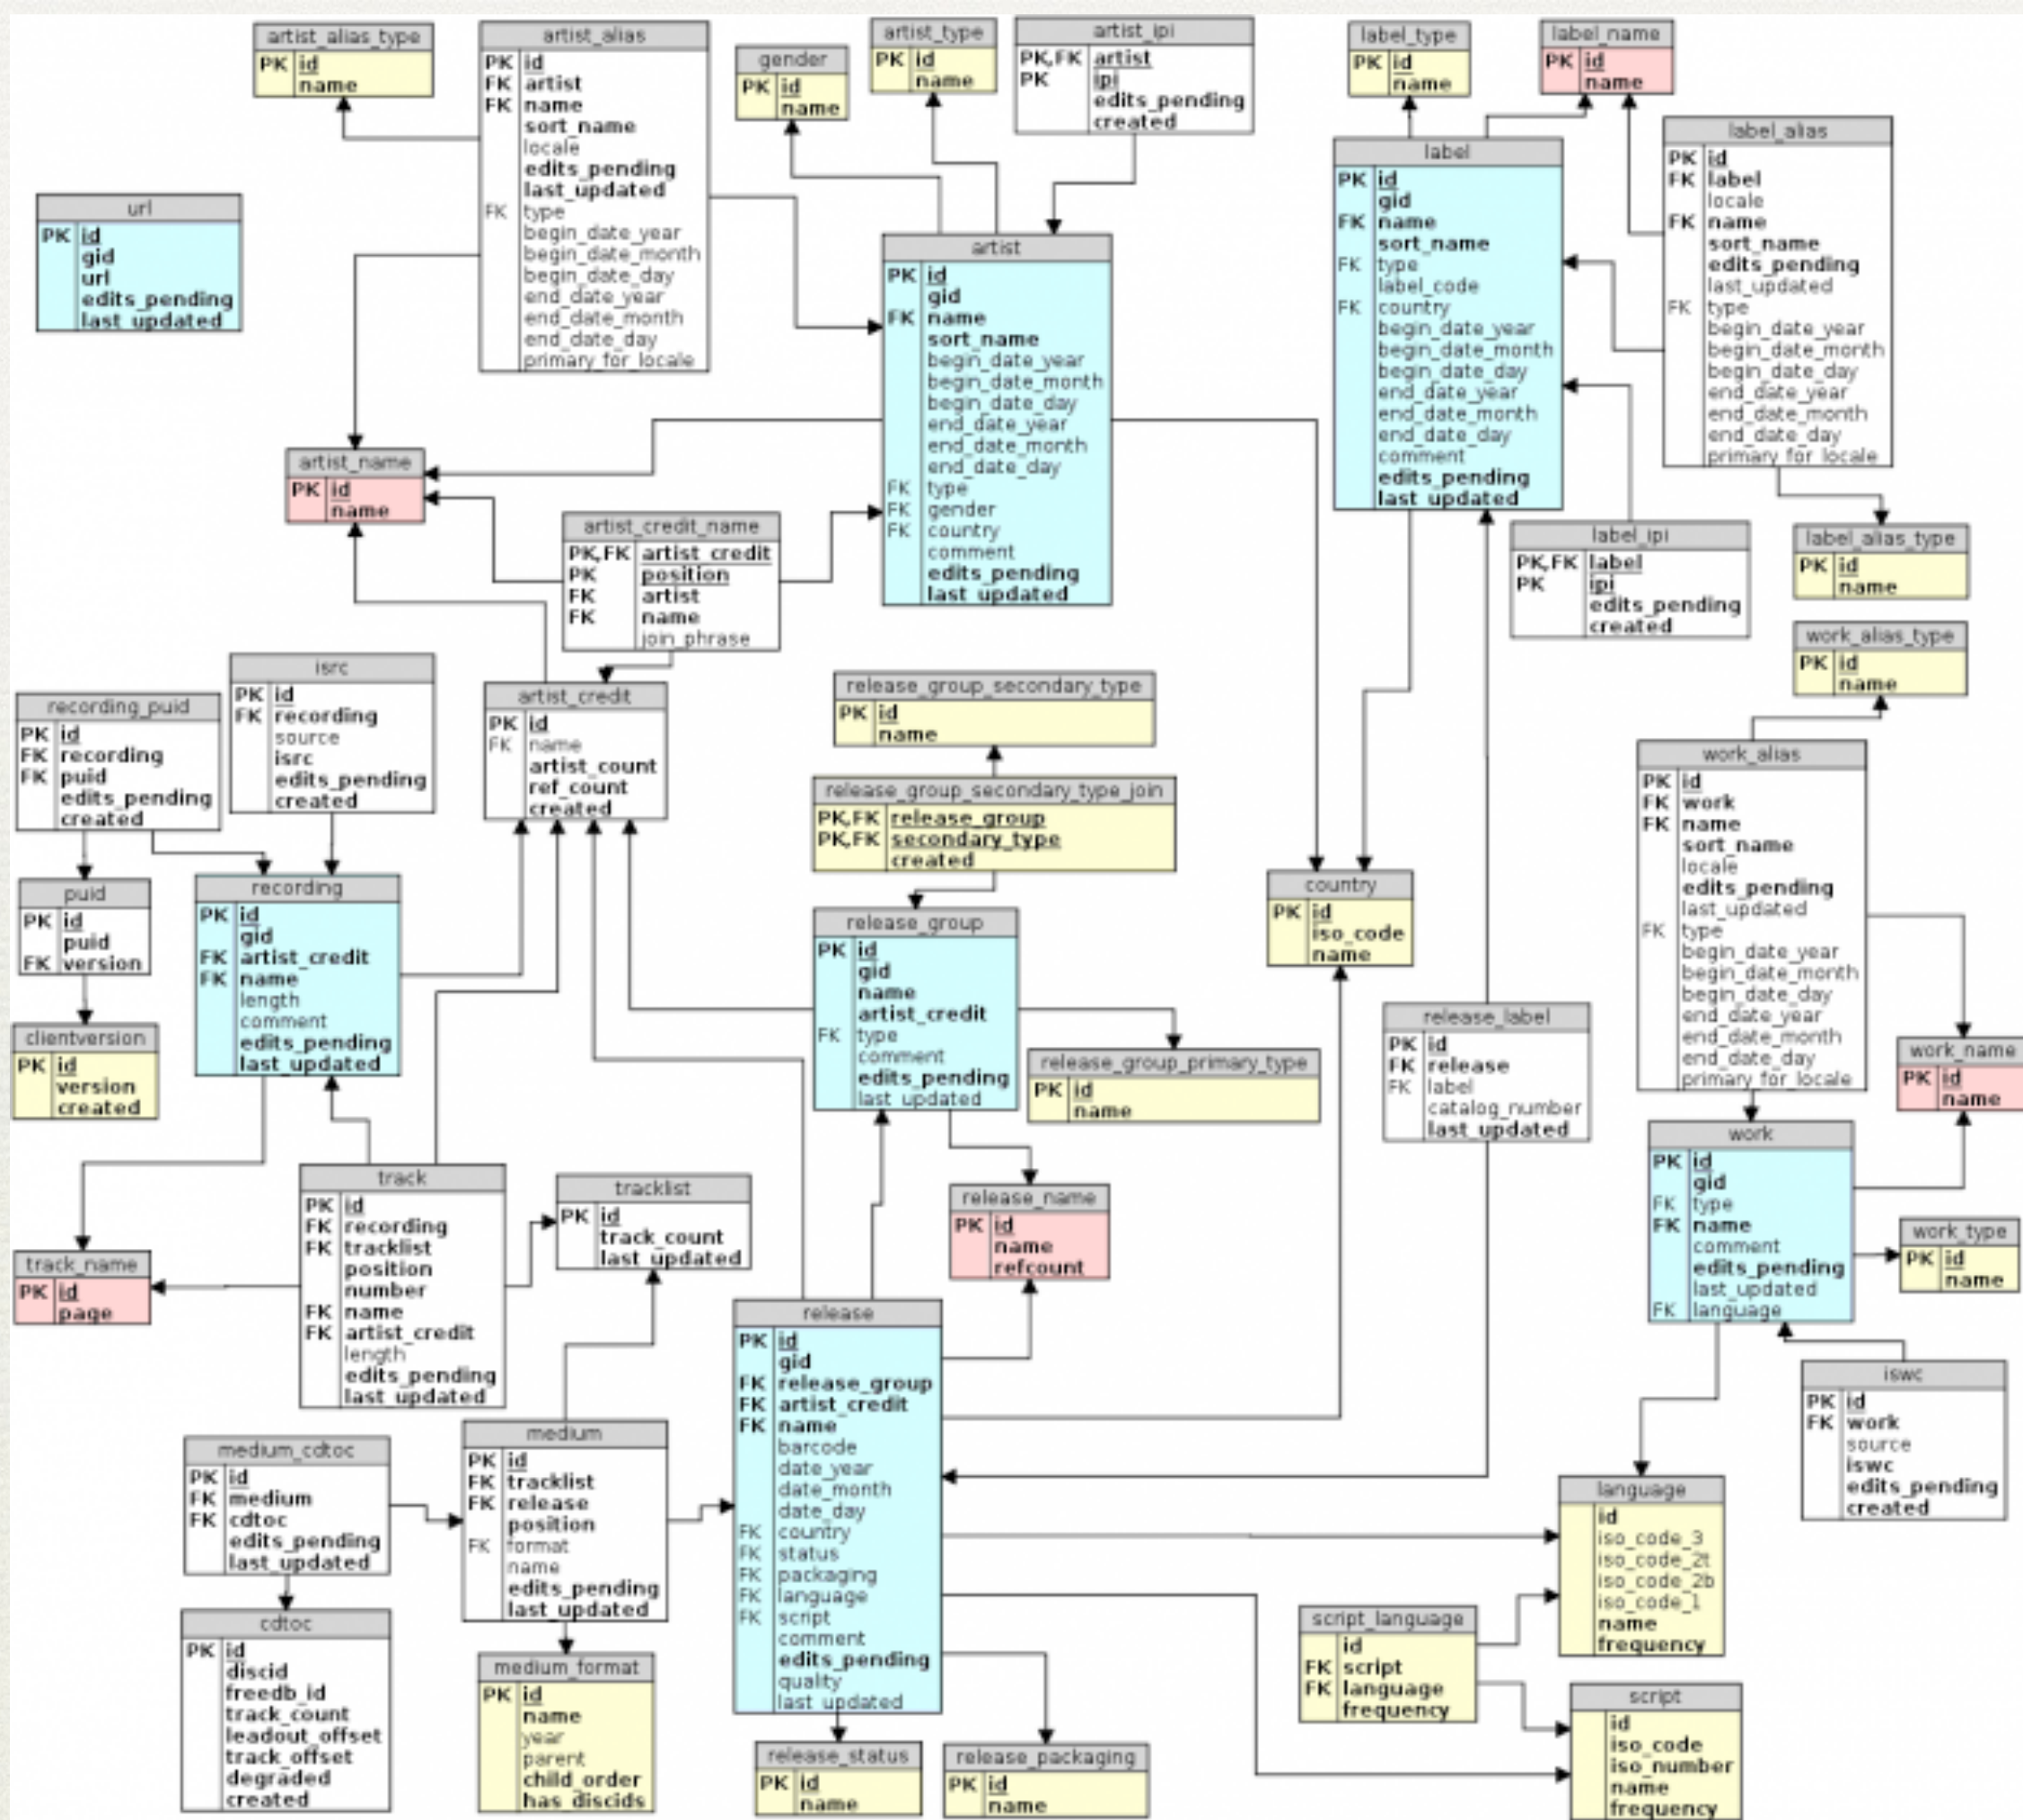 artist_alias_type
PK id
name
artist_alias
PK id
FK artist
FK name
sort_name
locale
edits_pending
last_updated
FK type
begin_date_year
begin_date_month
begin_date_day
end_date_year
end_date_month
end_date_day
primary_for_locale
gender
PK id
name
artist_type
PK id
name
artist_ipi
PK,FK artist
PK ipi
edits_pending
created
label_type
PK id
name
label_name
PK id
name
label_alias
PK id
FK label
locale
FK name
sort_name
edits_pending
last_updated
FK type
begin_date_year
begin_date_month
begin_date_day
end_date_year
end_date_month
end_date_day
primary_for_locale
label
PK id
gid
FK name
sort_name
FK type
label_code
FK country
begin_date_year
begin_date_month
begin_date_day
end_date_year
end_date_month
end_date_day
comment
edits_pending
last_updated
url
PK id
gid
url
edits_pending
last_updated
artist
PK id
gid
FK name
sort_name
begin_date_year
begin_date_month
begin_date_day
end_date_year
end_date_month
end_date_day
FK type
FK gender
FK country
comment
edits_pending
last_updated
artist_name
PK id
name
artist_credit_name
PK,FK artist_credit
PK position
FK artist
FK name
join_phrase
label_ipi
PK,FK label
PK ipi
edits_pending
created
label_alias_type
PK id
name
work_alias_type
PK id
name
isrc
PK id
FK recording
source
isrc
edits_pending
created
recording_puid
PK id
FK recording
FK puid
edits_pending
created
artist_credit
PK id
FK name
artist_count
ref_count
created
release_group_secondary_type
PK id
name
release_group_secondary_type_join
PK,FK release_group
PK,FK secondary_type
created
work_alias
PK id
FK work
FK name
sort_name
locale
edits_pending
last_updated
FK type
begin_date_year
begin_date_month
begin_date_day
end_date_year
end_date_month
end_date_day
primary_for_locale
puid
PK id
puid
FK version
recording
PK id
gid
FK artist_credit
FK name
length
comment
edits_pending
last_updated
release_group
PK id
gid
name
artist_credit
FK type
comment
edits_pending
last_updated
country
PK id
iso_code
name
clientversion
PK id
version
created
release_group_primary_type
PK id
name
release_label
PK id
FK release
FK label
catalog_number
last_updated
work_name
PK id
name
work
PK id
gid
FK type
FK name
comment
edits_pending
last_updated
FK language
track
PK id
FK recording
FK tracklist
position
number
FK name
FK artist_credit
length
edits_pending
last_updated
tracklist
PK id
track_count
last_updated
release_name
PK id
name
refcount
work_type
PK id
name
track_name
PK id
page
release
PK id
gid
FK release_group
FK artist_credit
FK name
barcode
date_year
date_month
date_day
FK country
FK status
FK packaging
FK language
FK script
comment
edits_pending
quality
last_updated
iswc
PK id
FK work
source
iswc
edits_pending
created
medium_cdtoc
PK id
FK medium
FK cdtoc
edits_pending
last_updated
medium
PK id
FK tracklist
FK release
position
FK format
name
edits_pending
last_updated
language
id
iso_code_3
iso_code_2t
iso_code_2b
iso_code_1
name
frequency
cdtoc
PK id
discid
freedb_id
track_count
leadout_offset
track_offset
degraded
created
medium_format
PK id
name
year
parent
child_order
has_discids
script_language
id
FK script
FK language
frequency
script
id
iso_code
iso_number
name
frequency
release_status
PK id
name
release_packaging
PK id
name